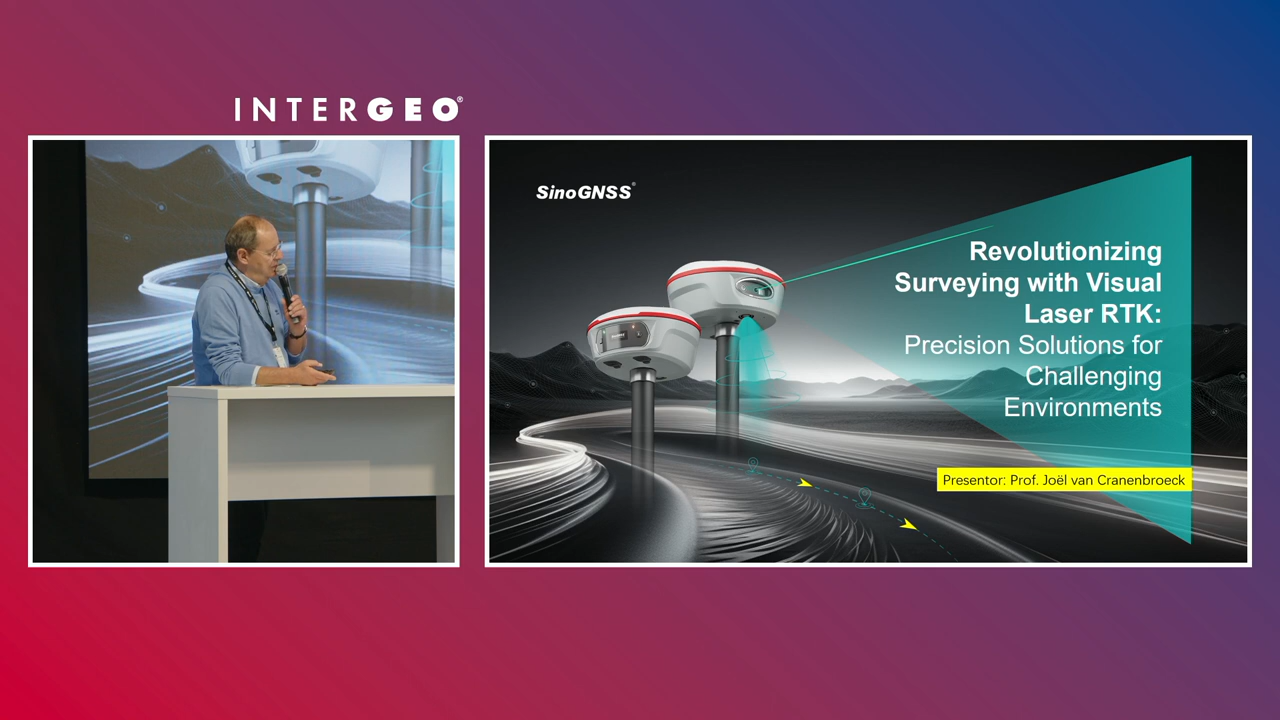 INTERGEO®
SinoGNSS®
Revolutionizing
Surveying with Visual
Laser RTK:
Precision Solutions for
Challenging
Environments
Presentor: Prof. Joël van Cranenbroeck